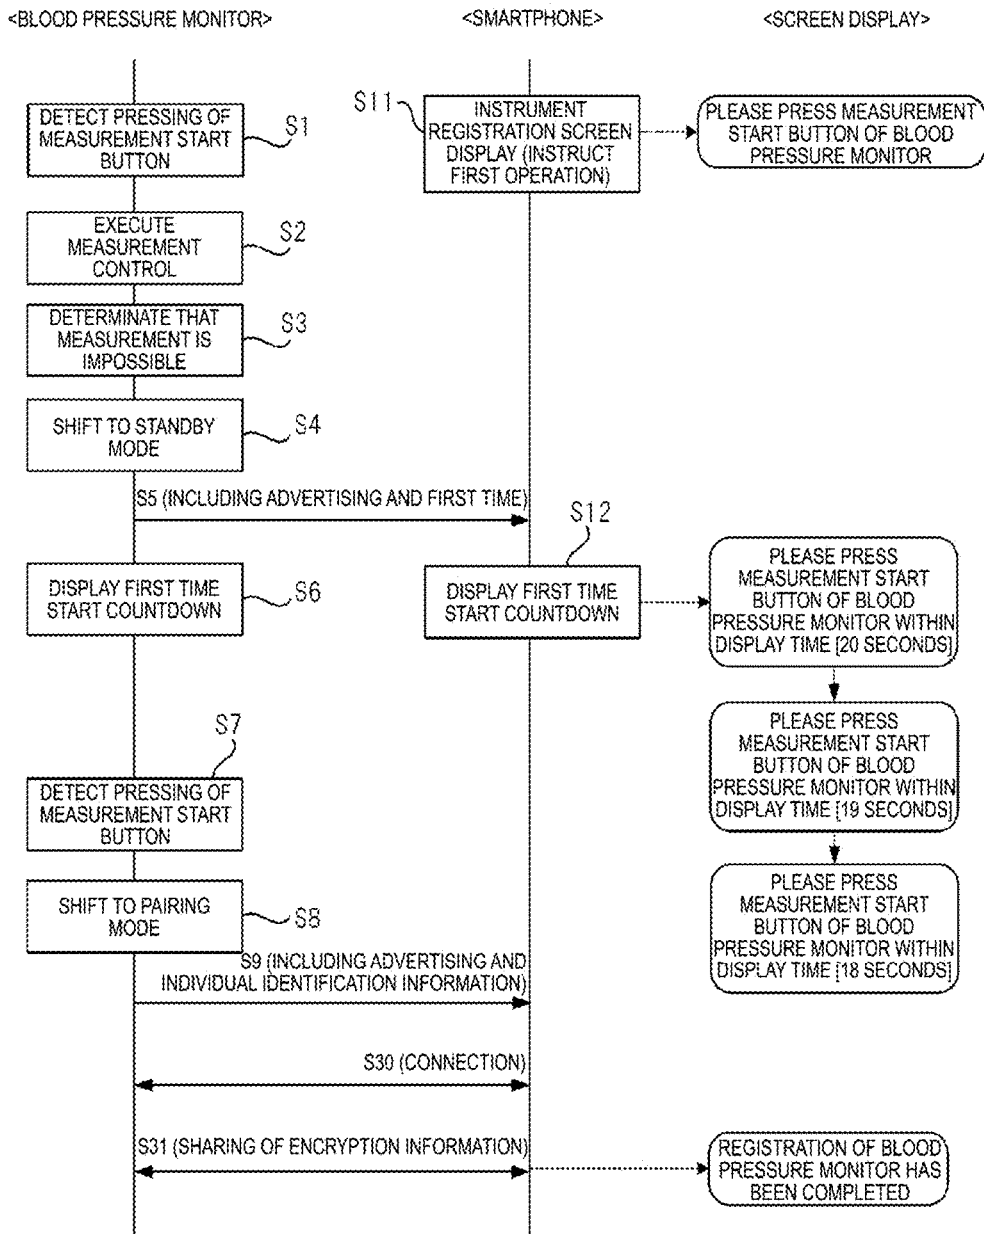 <BLOOD PRESSURE MONITOR>
<SMARTPHONE>
<SCREEN DISPLAY>
DETECT PRESSING OF
MEASUREMENT START
BUTTON
S1
S11
INSTRUMENT
REGISTRATION SCREEN
DISPLAY (INSTRUCT
FIRST OPERATION)
PLEASE PRESS MEASUREMENT
START BUTTON OF BLOOD
PRESSURE MONITOR
EXECUTE
MEASUREMENT
CONTROL
S2
DETERMINATE THAT
MEASUREMENT IS
IMPOSSIBLE
S3
SHIFT TO STANDBY
MODE
S4
S5 (INCLUDING ADVERTISING AND FIRST TIME)
DISPLAY FIRST TIME
START COUNTDOWN
S6
S12
DISPLAY FIRST TIME
START COUNTDOWN
PLEASE PRESS
MEASUREMENT START
BUTTON OF BLOOD
PRESSURE MONITOR WITHIN
DISPLAY TIME [20 SECONDS]
PLEASE PRESS
MEASUREMENT START
BUTTON OF BLOOD
PRESSURE MONITOR WITHIN
DISPLAY TIME [19 SECONDS]
S7
DETECT PRESSING OF
MEASUREMENT START
BUTTON
PLEASE PRESS
MEASUREMENT START
BUTTON OF BLOOD
PRESSURE MONITOR WITHIN
DISPLAY TIME [18 SECONDS]
SHIFT TO PAIRING
MODE
S8
S9 (INCLUDING ADVERTISING AND
INDIVIDUAL IDENTIFICATION INFORMATION)
S30 (CONNECTION)
S31 (SHARING OF ENCRYPTION INFORMATION)
REGISTRATION OF BLOOD
PRESSURE MONITOR HAS
BEEN COMPLETED